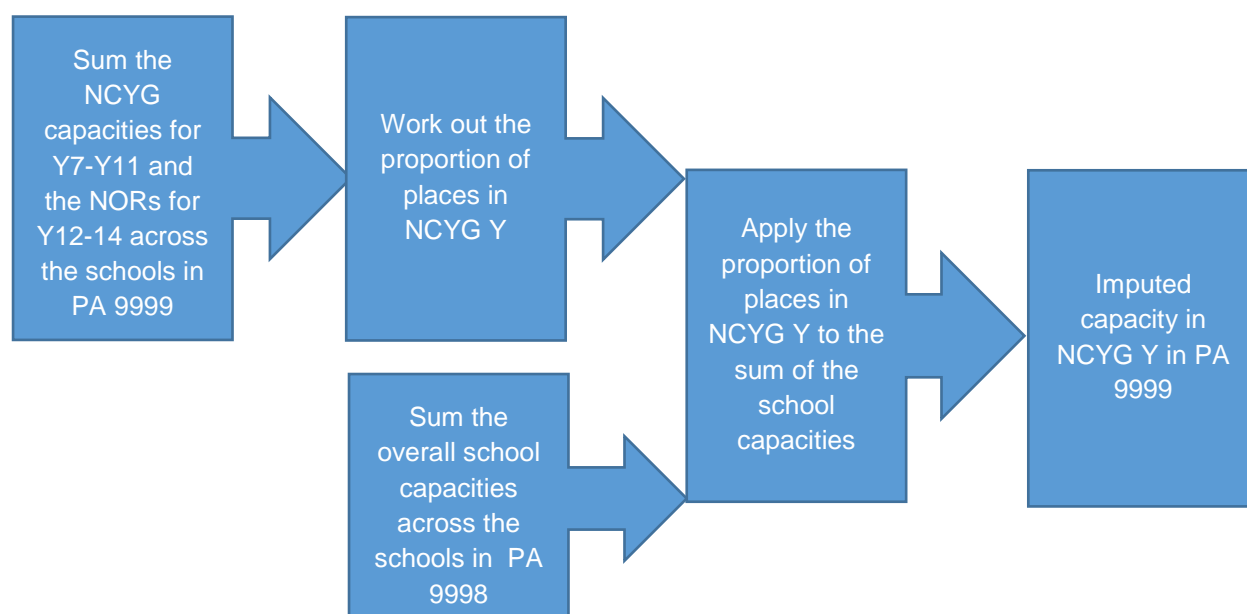 Sum the
NCYG
capacities for
Y7-Y11 and
the NORs for
Y12-14 across
the schools in
PA 9999
Work out the
proportion of
places in
NCYG Y
Sum the
overall school
capacities
across the
schools in PA
9998
Apply the
proportion of
places in
NCYG Y to the
sum of the
school
capacities
Imputed
capacity in
NCYG Y in PA
9999